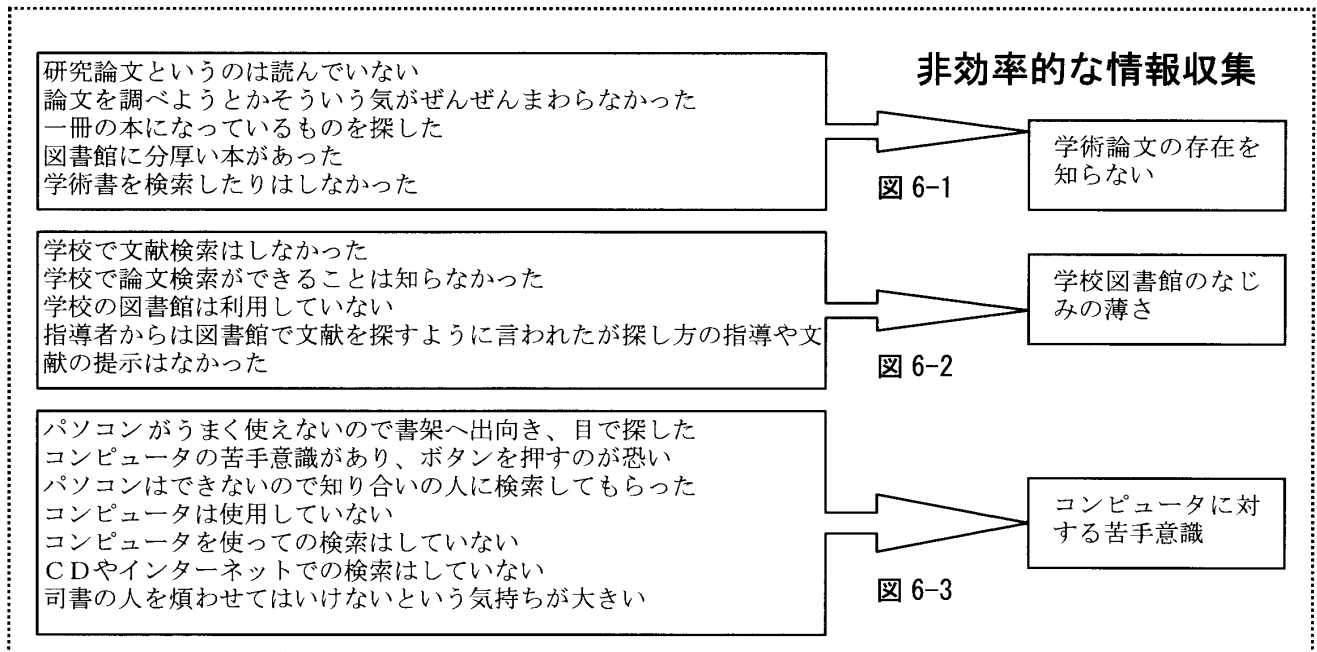 非効率的な情報収集
研究論文というのは読んでいない
論文を調べようとかそういう気がぜんぜんまわらなかった
一冊の本になっているものを探した
図書館に分厚い本があった
学術書を検索したりはしなかった
図 6-1
学術論文の存在を
知らない
学校で文献検索はしなかった
学校で論文検索ができることは知らなかった
学校の図書館は利用していない
指導者からは図書館で文献を探すように言われたが探し方の指導や文
献の提示はなかった
図 6-2
学校図書館のなじ
みの薄さ
パソコンがうまく使えないので書架へ出向き、目で探した
コンピュータの苦手意識があり、ボタンを押すのが恐い
パソコンはできないので知り合いの人に検索してもらった
コンピュータは使用していない
コンピュータを使っての検索はしていない
ＣＤやインターネットでの検索はしていない
司書の人を煩わせてはいけないという気持ちが大きい
図 6-3
コンピュータに対
する苦手意識